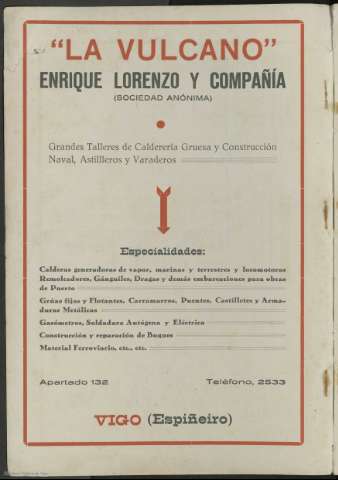 "LA VULCANO"
ENRIQUE LORENZO Y COMPAÑÍA
(SOCIEDAD ANÓNIMA)
Grandes Talleres de Calderería Gruesa y Construcción
Naval, Astilleros y Varaderos
Especialidades:
Calderas generadoras de vapor, marinas y terrestres y locomotoras
Remolcadores, Gánguiles, Dragas y demás embarcaciones para obras
de Puerto
Grúas fijas y Flotantes, Carramarros, Puentes, Castilletes y Arma-
duras Metálicas
Gasómetros, Soldadura Autógena y Eléctrica
Construcción y reparación de Buques
Material Ferroviario, etc., etc.
Apartado 132 Teléfono, 2533
VIGO (Espiñeiro)